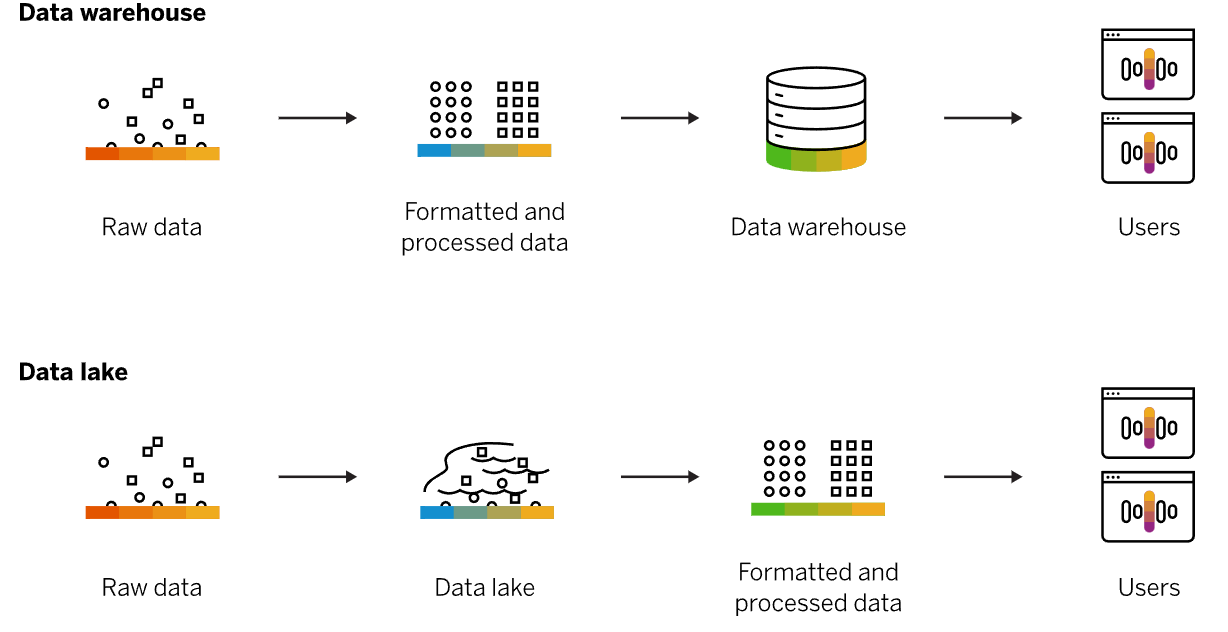 Data warehouse
Raw data
Formatted and
processed data
Data warehouse
Users
Data lake
Raw data
Data lake
Formatted and
processed data
Users